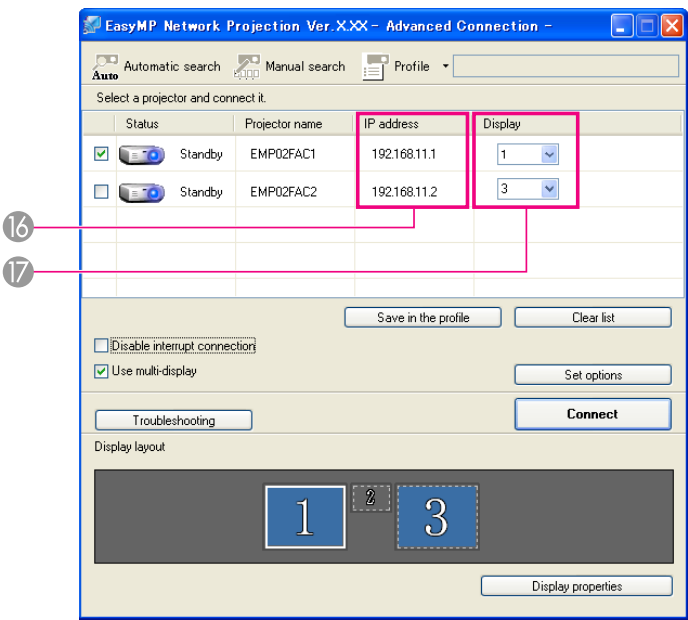 EasyMP Network Projection Ver.X.XX - Advanced Connection -
Auto Automatic search Manual search Profile
Select a projector and connect it.
Status Projector name IP address Display
Standby EMP02FAC1 192.168.11.1 1
Standby EMP02FAC2 192.168.11.2 3
16
17
Save in the profile Clear list
Disable interrupt connection
Use multi-display
Set options
Troubleshooting Connect
Display layout
1 2 3
Display properties